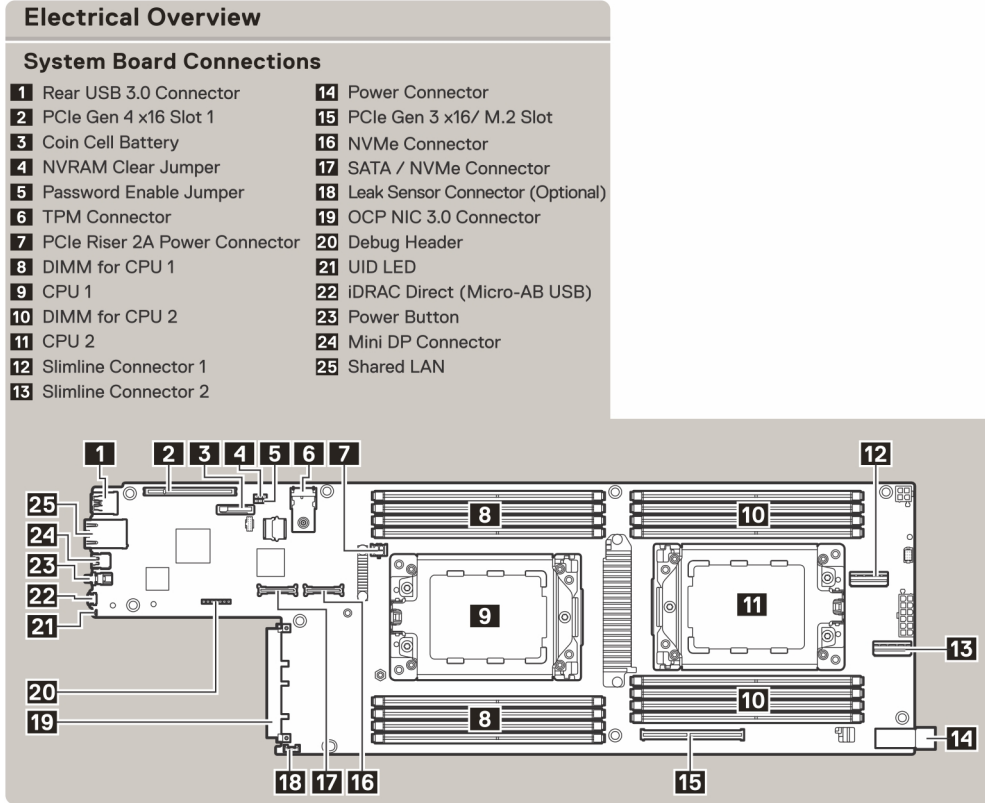 Electrical Overview
System Board Connections
1 Rear USB 3.0 Connector
2 PCIe Gen 4 x16 Slot 1
3 Coin Cell Battery
4 NVRAM Clear Jumper
5 Password Enable Jumper
6 TPM Connector
7 PCIe Riser 2A Power Connector
8 DIMM for CPU 1
9 CPU 1
10 DIMM for CPU 2
11 CPU 2
12 Slimline Connector 1
13 Slimline Connector 2
14 Power Connector
15 PCIe Gen 3 x16/ M.2 Slot
16 NVMe Connector
17 SATA / NVMe Connector
18 Leak Sensor Connector (Optional)
19 OCP NIC 3.0 Connector
20 Debug Header
21 UID LED
22 iDRAC Direct (Micro-AB USB)
23 Power Button
24 Mini DP Connector
25 Shared LAN
1 2 3 4 5 6 7 12
25
8 10
24
23
22
9 11
21
13
20
10
19
8
14
18 17 16 15